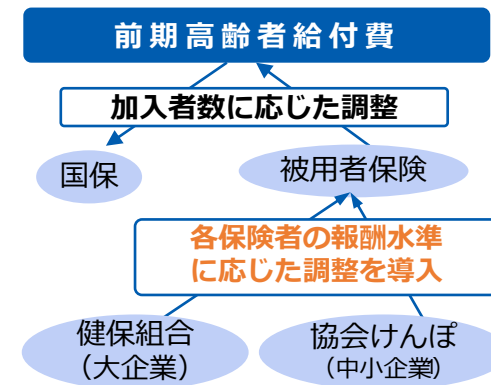 前期高齢者給付費
加入者数に応じた調整
国保
被用者保険
各保険者の報酬水準
に応じた調整を導入
健保組合
（大企業）
協会けんぽ
（中小企業）